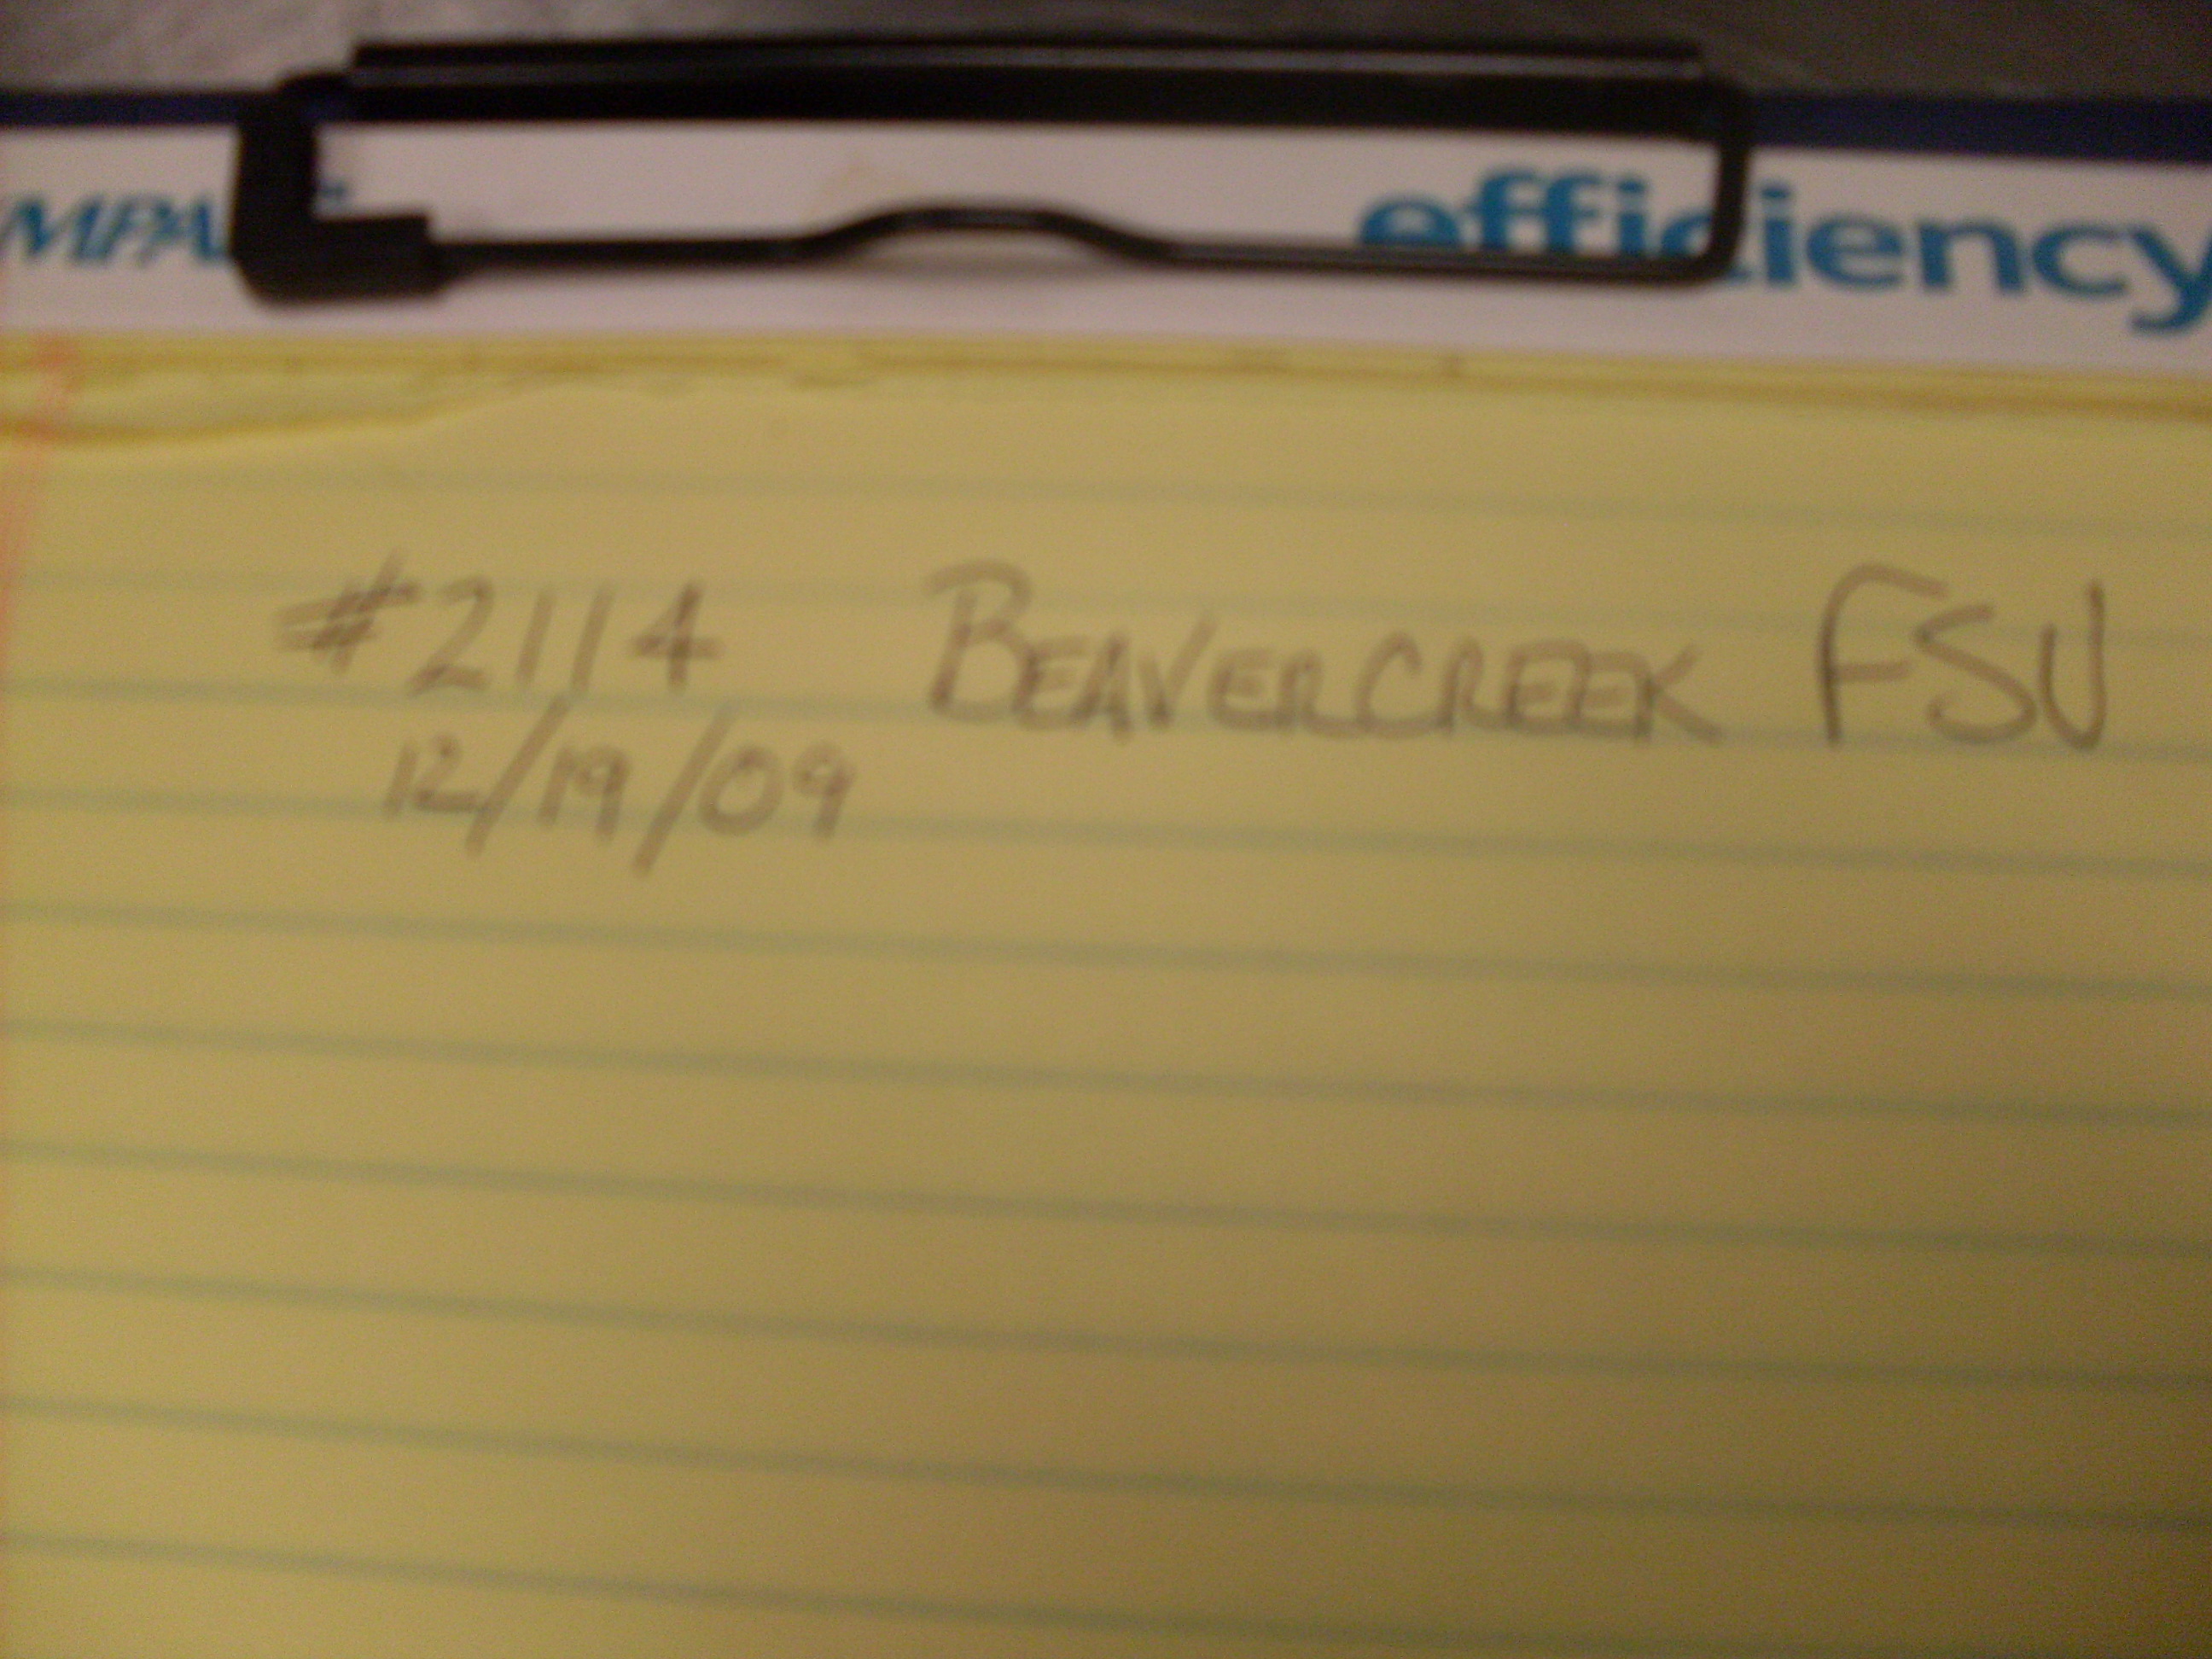 efficiency
#2114 BEAVERCREEK FSU
12/19/09